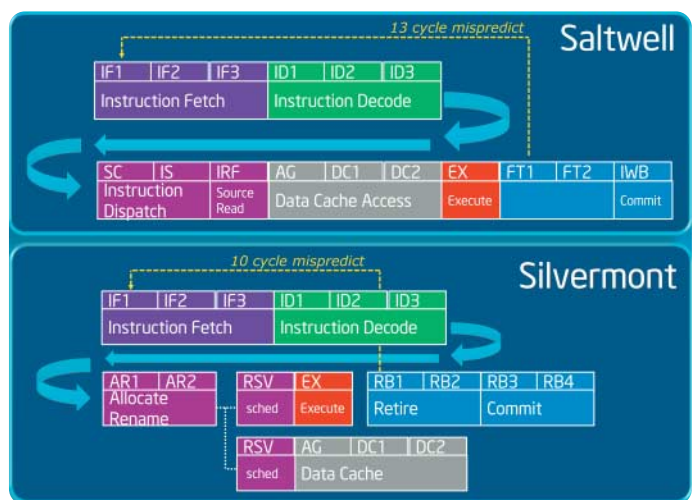 13 cycle mispredict
Saltwell
IF1 IF2 IF3 ID1 ID2 ID3
Instruction Fetch Instruction Decode
SC IS IRF AG DC1 DC2 EX FT1 FT2 IWB
Instruction Dispatch Source Read Data Cache Access Execute Commit
10 cycle mispredict
Silvermont
IF1 IF2 IF3 ID1 ID2 ID3
Instruction Fetch Instruction Decode
AR1 AR2 RSV EX RB1 RB2 RB3 RB4
Allocate Rename sched Execute Retire Commit
RSV AG DC1 DC2
sched Data Cache